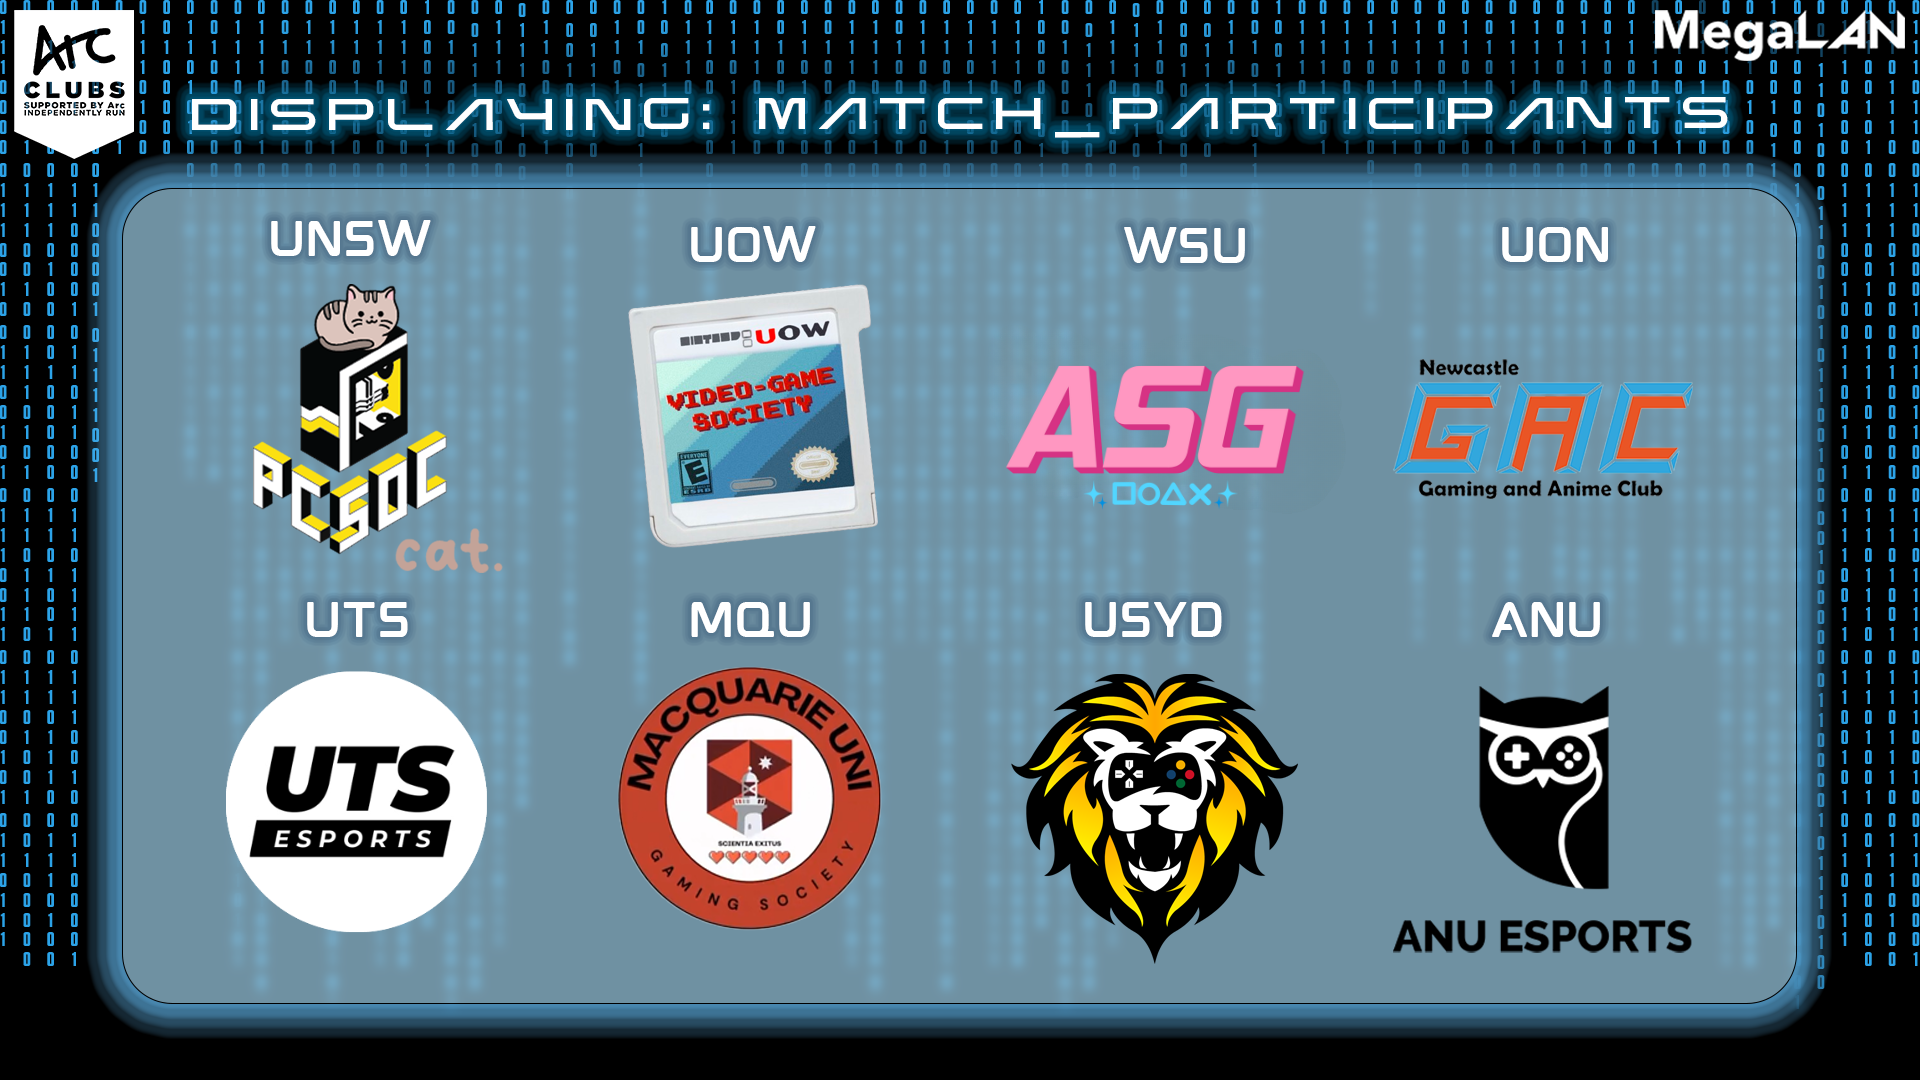 Arc
CLUBS
SUPPORTED BY Arc
INDEPENDENTLY RUN
MegaLAN
DISPLAYING: MATCH_PARTICIPANTS
UNSW
UOW
WSU
UON
PCSOC
cat.
UOW
VIDEO-GAME
SOCIETY
EVERYONE
E
ESRB
ASG
Newcastle
GAC
Gaming and Anime Club
UTS
MQU
USYD
ANU
UTS
ESPORTS
MACQUARIE UNI
SCIENTIA EXITUS
GAMING SOCIETY
ANU ESPORTS